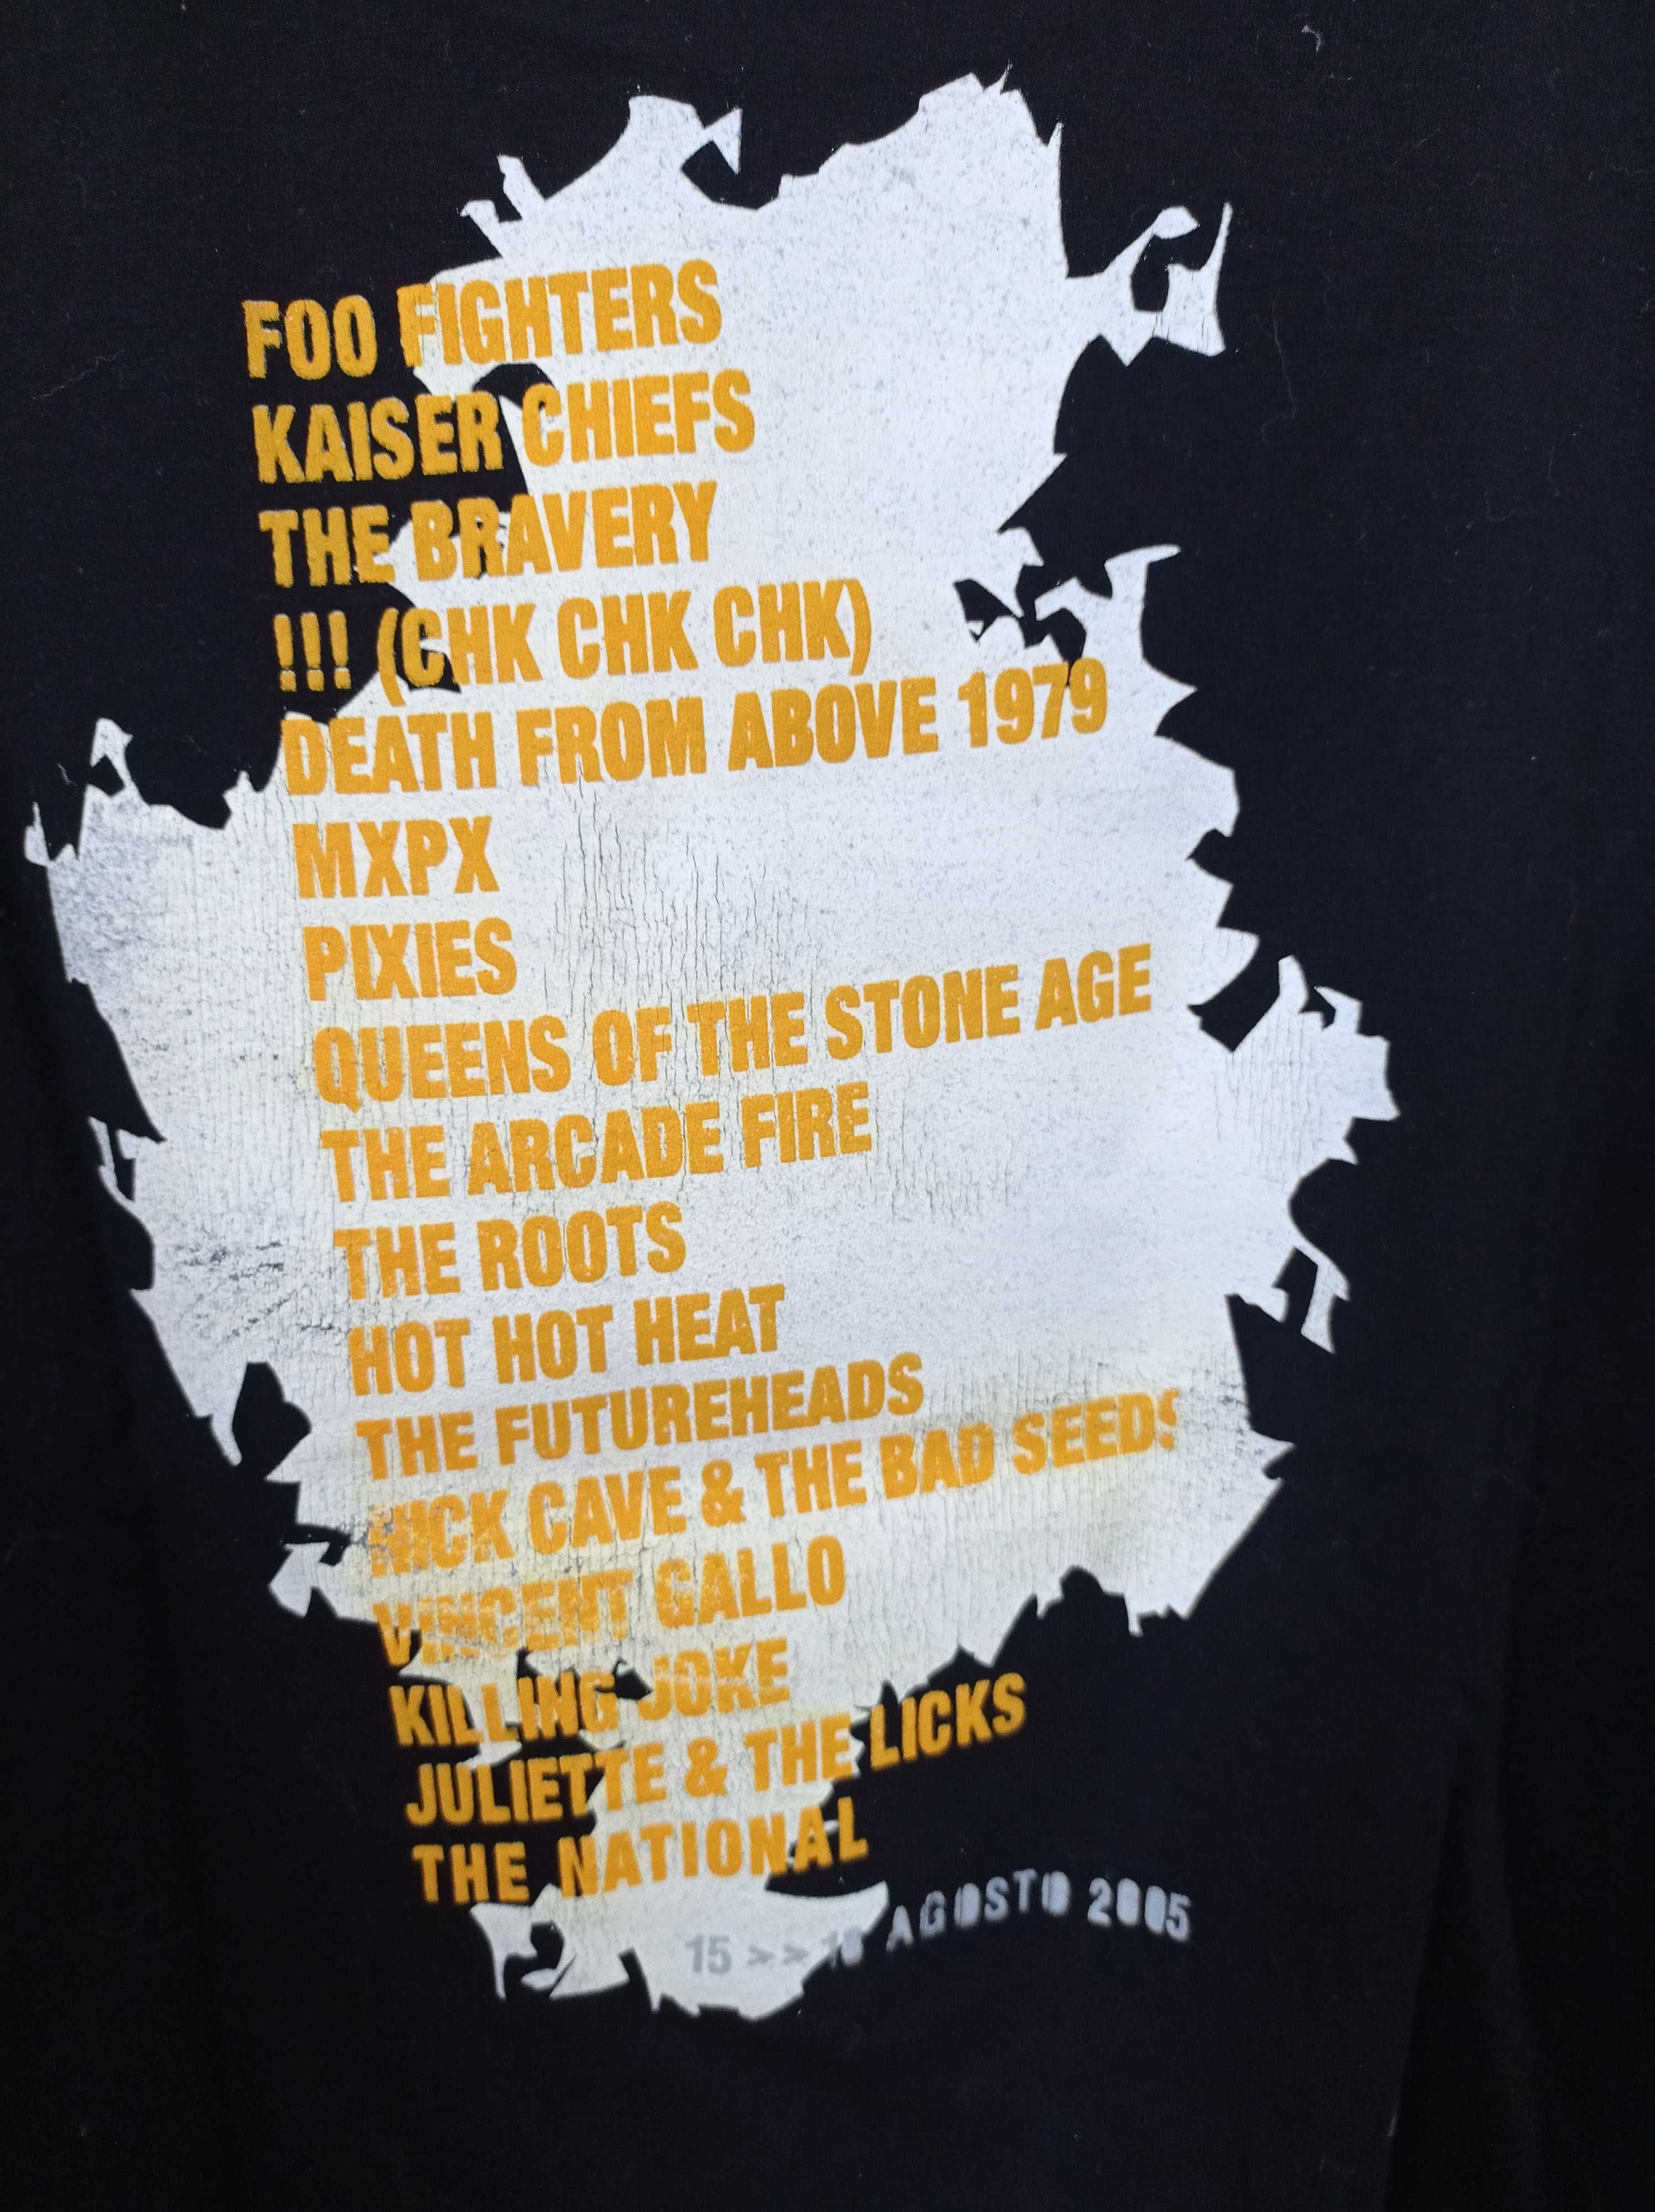 FOO FIGHTERS
KAISER CHIEFS
THE BRAVERY
!!! (CHK CHK CHK)
DEATH FROM ABOVE 1979
MXPX
PIXIES
QUEENS OF THE STONE AGE
THE ARCADE FIRE
THE ROOTS
HOT HOT HEAT
THE FUTUREHEADS
NICK CAVE & THE BAD SEEDS
VINCENT GALLO
KILLING JOKE
JULIETTE & THE LICKS
THE NATIONAL
15 >> AGOSTO 2005